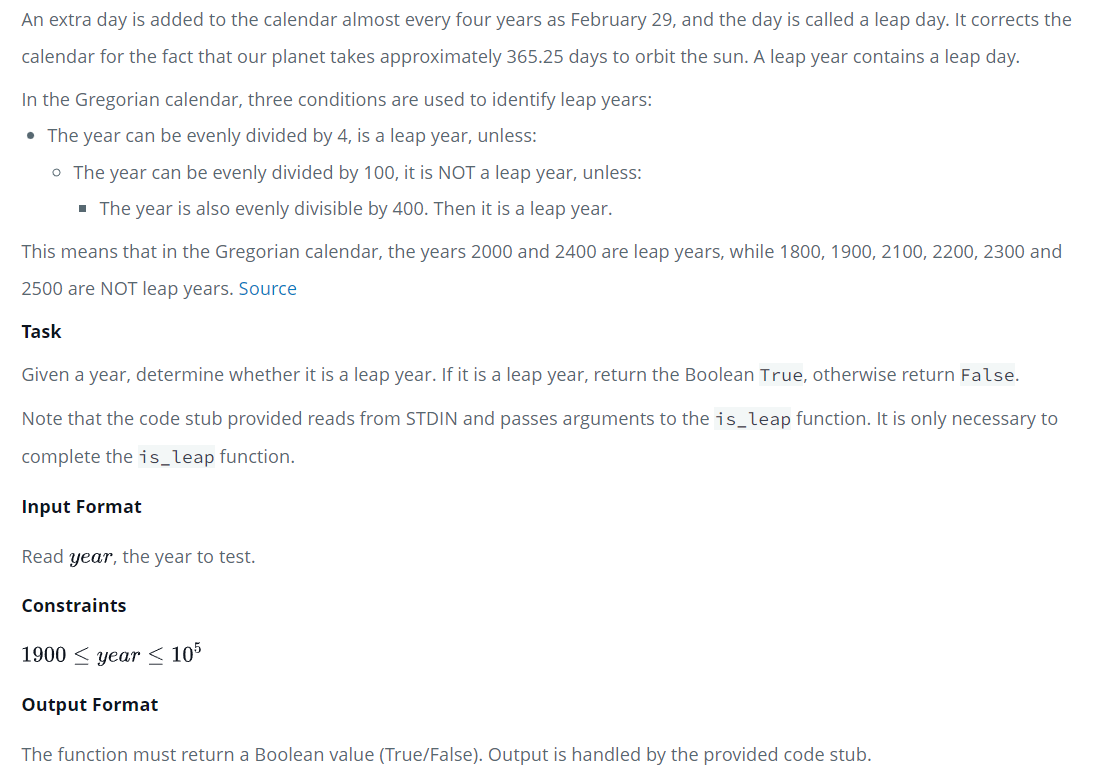 An extra day is added to the calendar almost every four years as February 29, and the day is called a leap day. It corrects the
calendar for the fact that our planet takes approximately 365.25 days to orbit the sun. A leap year contains a leap day.
In the Gregorian calendar, three conditions are used to identify leap years:
• The year can be evenly divided by 4, is a leap year, unless:
○ The year can be evenly divided by 100, it is NOT a leap year, unless:
▪ The year is also evenly divisible by 400. Then it is a leap year.
This means that in the Gregorian calendar, the years 2000 and 2400 are leap years, while 1800, 1900, 2100, 2200, 2300 and
2500 are NOT leap years. Source
Task
Given a year, determine whether it is a leap year. If it is a leap year, return the Boolean True, otherwise return False.
Note that the code stub provided reads from STDIN and passes arguments to the is_leap function. It is only necessary to
complete the is_leap function.
Input Format
Read year, the year to test.
Constraints
1900 ≤ year ≤ 10⁵
Output Format
The function must return a Boolean value (True/False). Output is handled by the provided code stub.